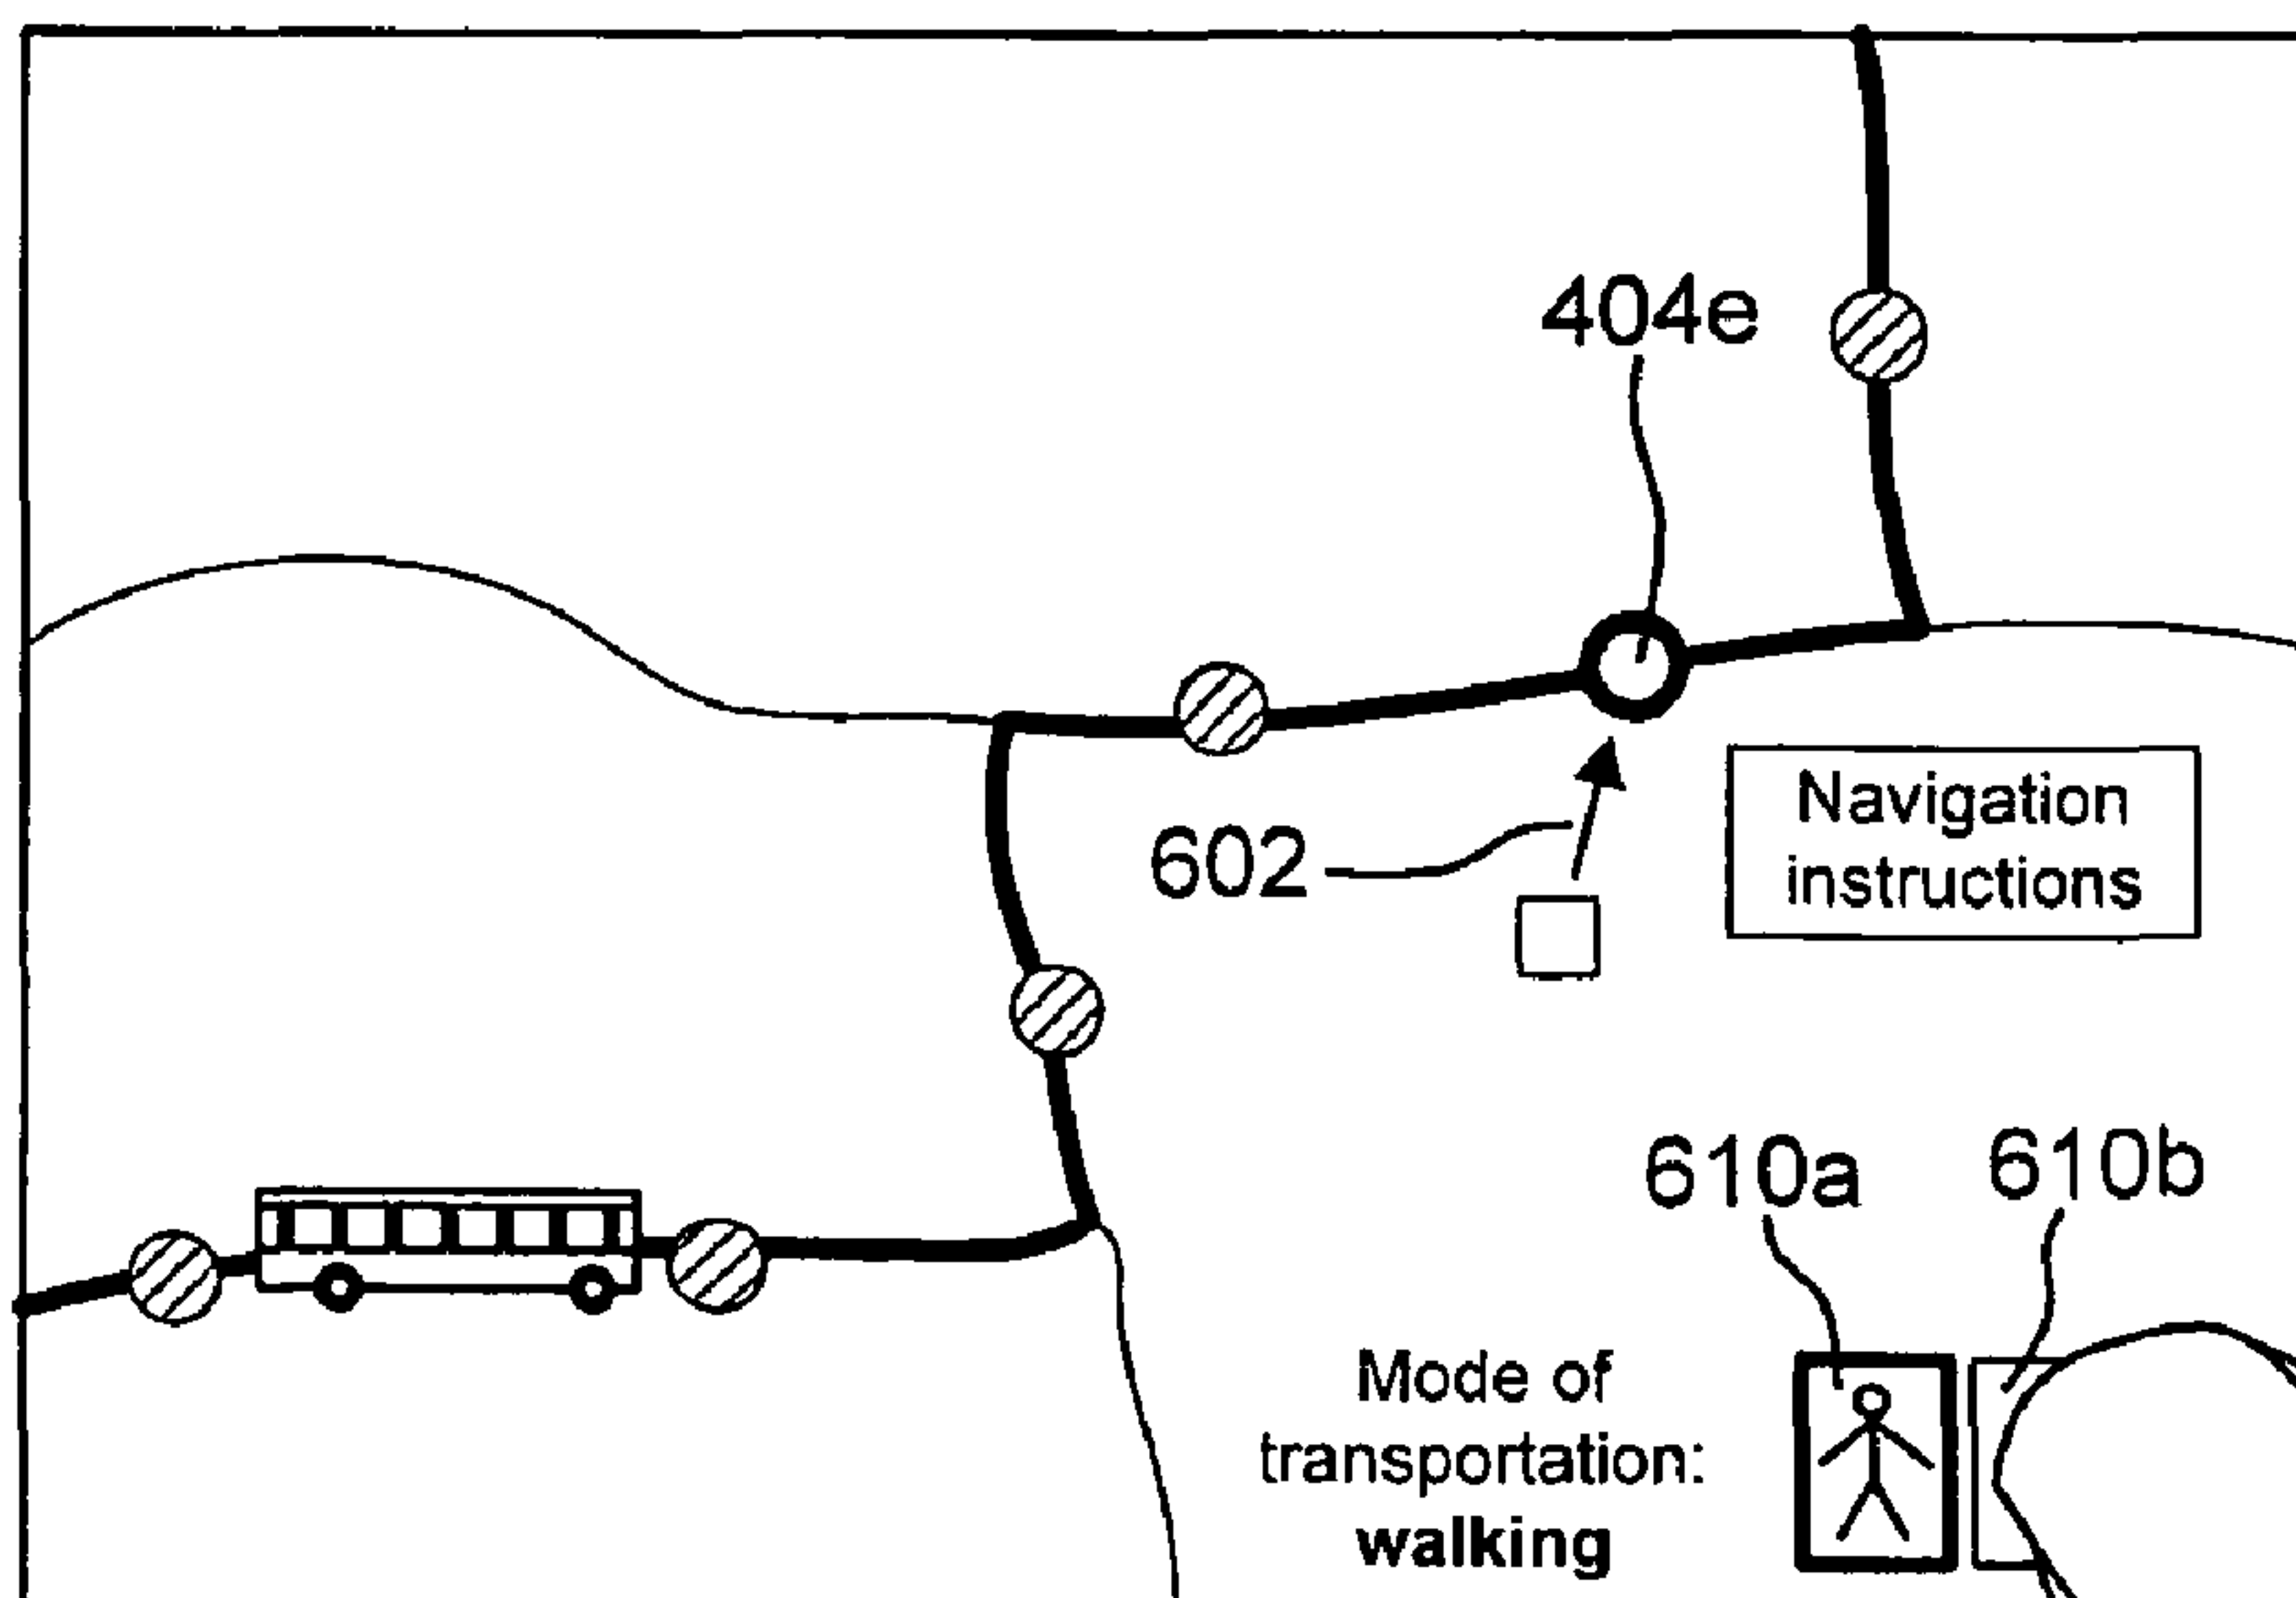 404e
602
Navigation
instructions
610a
610b
Mode of
transportation:
walking